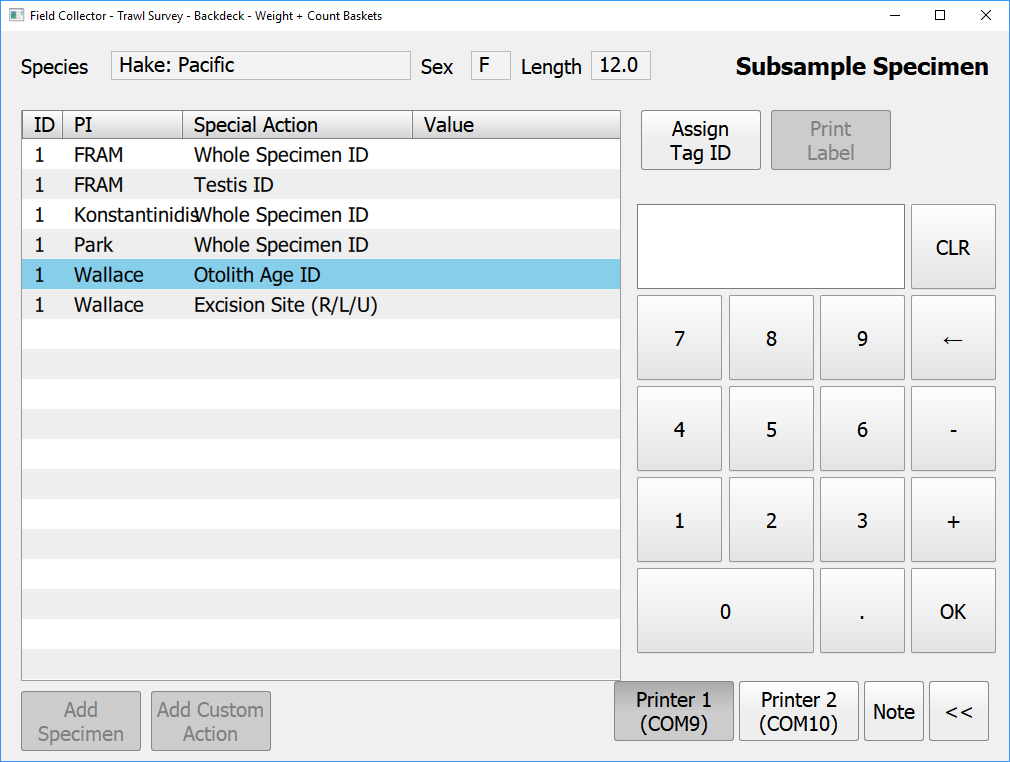 Field Collector - Trawl Survey - Backdeck - Weight + Count Baskets
Species Hake: Pacific Sex F Length 12.0 Subsample Specimen
ID PI Special Action Value
1 FRAM Whole Specimen ID
1 FRAM Testis ID
1 Konstantinidis Whole Specimen ID
1 Park Whole Specimen ID
1 Wallace Otolith Age ID
1 Wallace Excision Site (R/L/U)
Assign
Tag ID
Print
Label
CLR
7 8 9 ←
4 5 6 -
1 2 3 +
0 . OK
Add
Specimen
Add Custom
Action
Printer 1
(COM9)
Printer 2
(COM10)
Note
<<